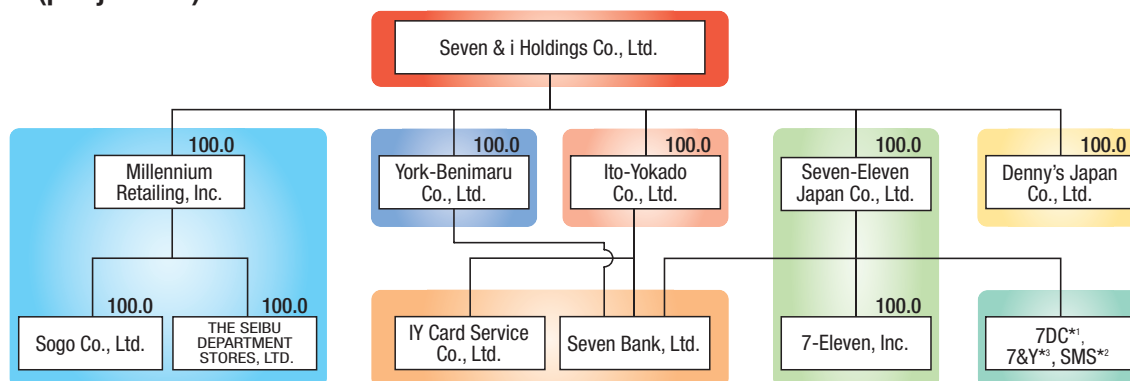 Seven & i Holdings Co., Ltd.
100.0
Millennium
Retailing, Inc.
100.0
York-Benimaru
Co., Ltd.
100.0
Ito-Yokado
Co., Ltd.
100.0
Seven-Eleven
Japan Co., Ltd.
100.0
Denny's Japan
Co., Ltd.
100.0
Sogo Co., Ltd.
100.0
THE SEIBU
DEPARTMENT
STORES, LTD.
IY Card Service
Co., Ltd.
Seven Bank, Ltd.
100.0
7-Eleven, Inc.
7DC*1,
7&Y*3, SMS*2